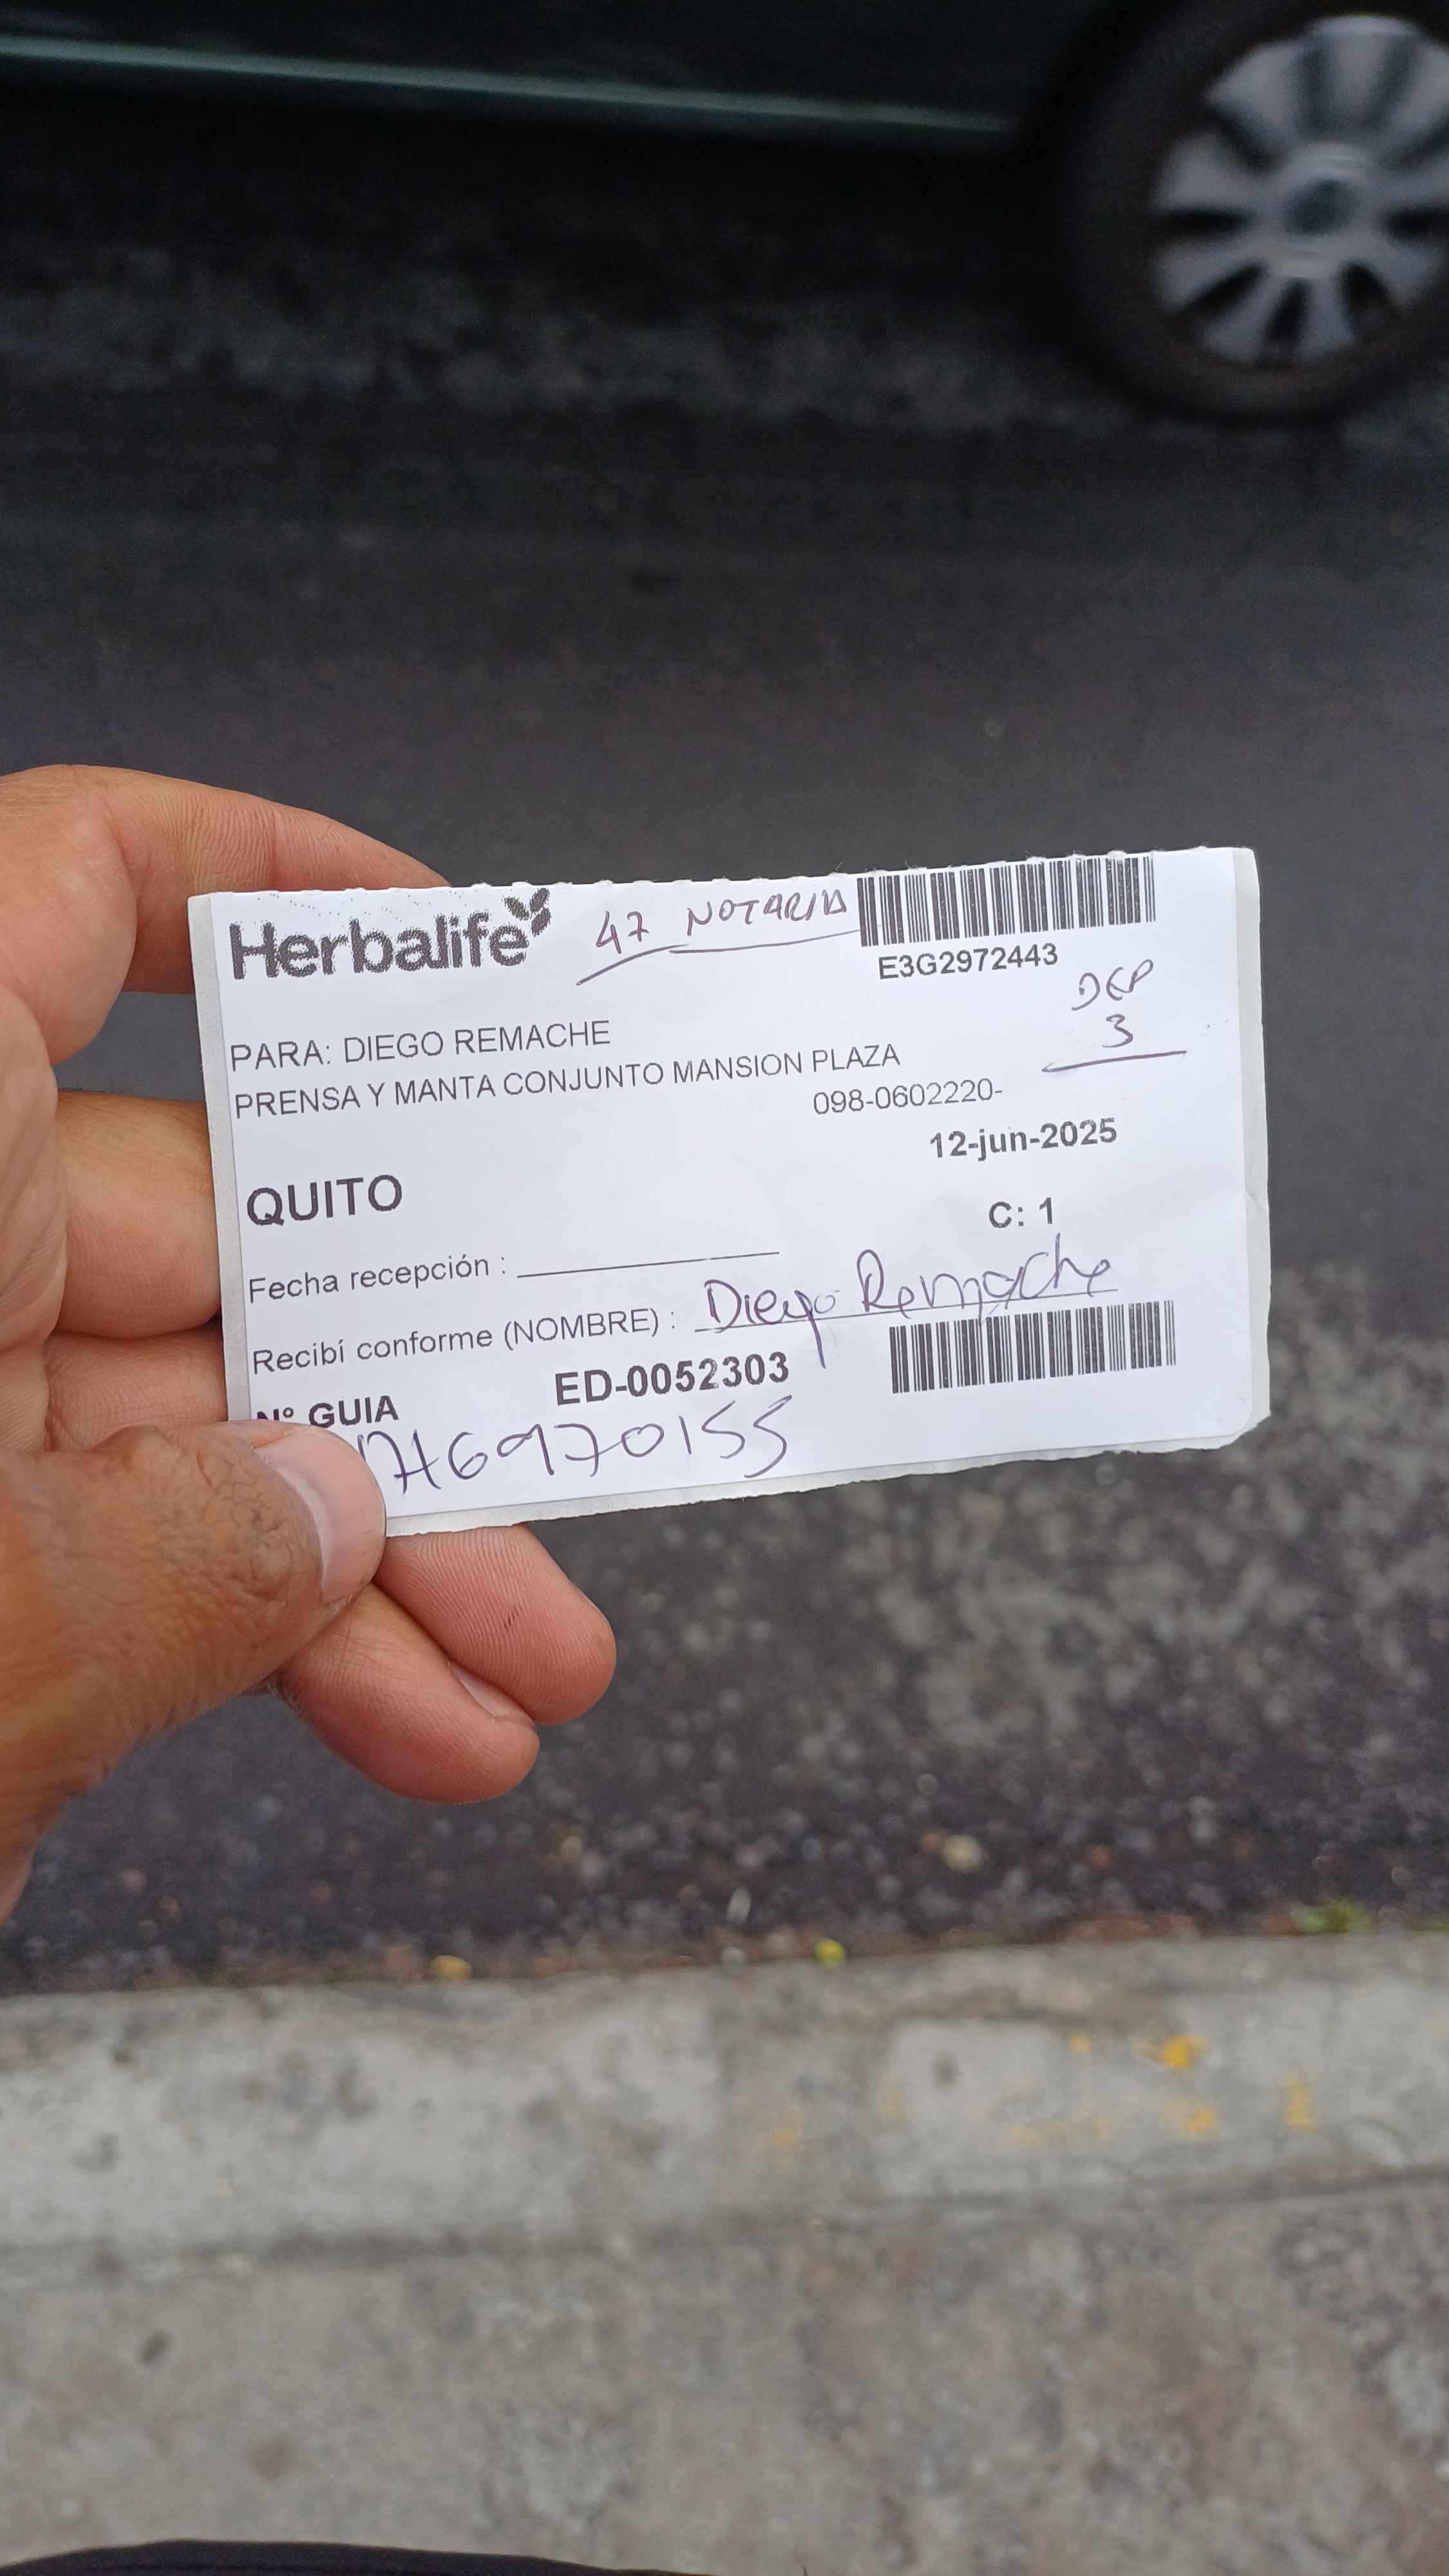 Herbalife 47 NOTARIA
E3G2972443
DEP
3
PARA: DIEGO REMACHE
PRENSA Y MANTA CONJUNTO MANSION PLAZA
098-0602220-
12-jun-2025
QUITO
C: 1
Fecha recepción :
Recibí conforme (NOMBRE) : Diego Remache
Nº GUIA ED-0052303